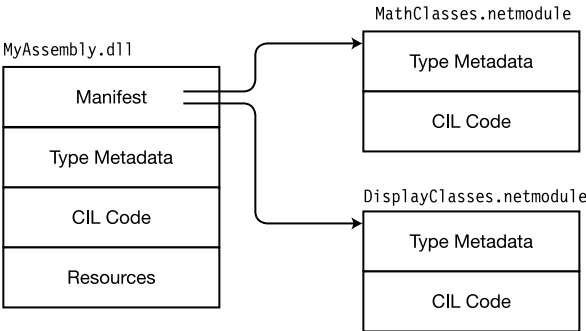 MyAssembly.dll
Manifest
Type Metadata
CIL Code
Resources
MathClasses.netmodule
Type Metadata
CIL Code
DisplayClasses.netmodule
Type Metadata
CIL Code